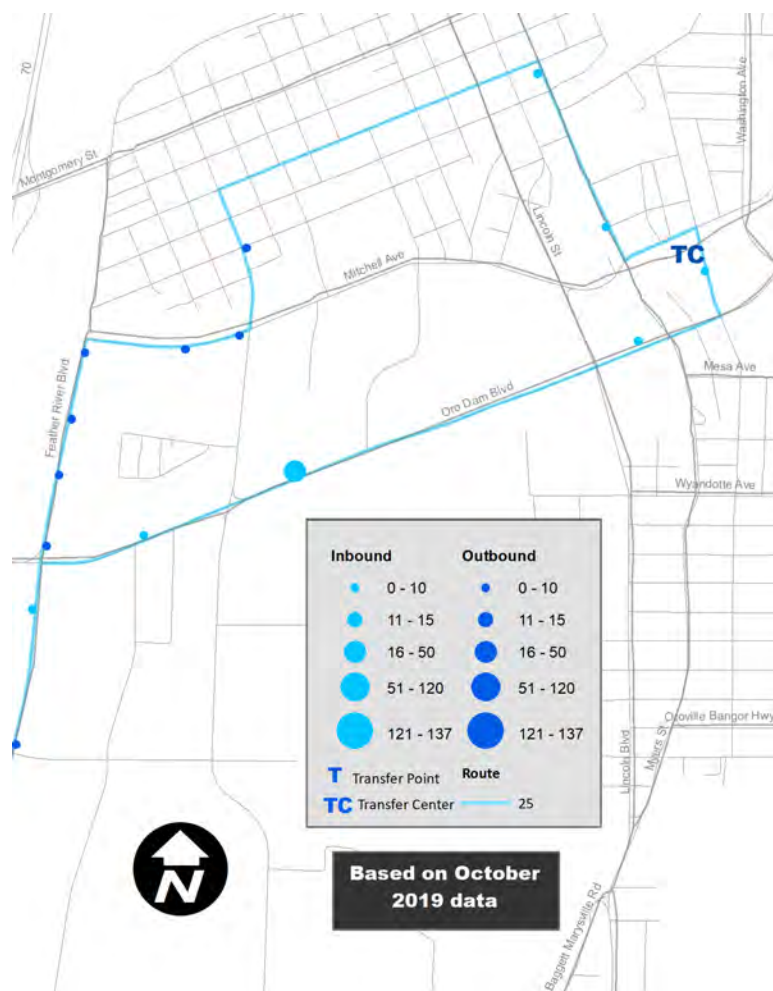 70
Washington Ave
Montgomery St
Lincoln St
TC
Mitchell Ave
Feather River Blvd
Oro Dam Blvd
Mesa Ave
Wyandotte Ave
Inbound Outbound
0 - 10 0 - 10
11 - 15 11 - 15
16 - 50 16 - 50
51 - 120 51 - 120
121 - 137 121 - 137
T Transfer Point Route
TC Transfer Center 25
Oroville Bangor Hwy
Lincoln Blvd
Myers St
N
Based on October
2019 data
Baggett Marysville Rd